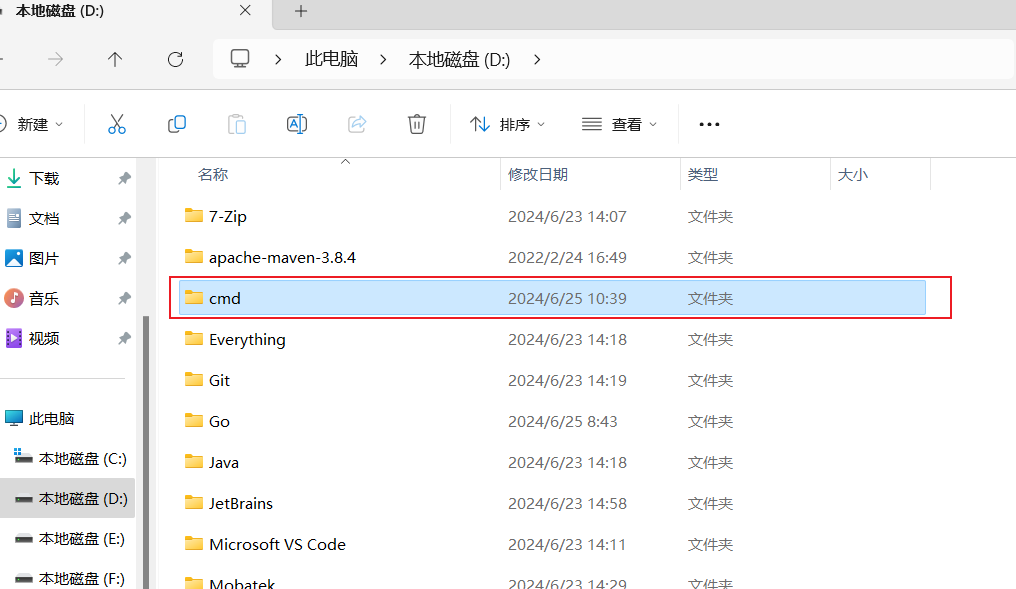 本地磁盘 (D:)
此电脑 本地磁盘 (D:)
新建 排序 查看
名称 修改日期 类型 大小
下载
文档
图片
音乐
视频
此电脑
本地磁盘 (C:)
本地磁盘 (D:)
本地磁盘 (E:)
本地磁盘 (F:)
7-Zip 2024/6/23 14:07 文件夹
apache-maven-3.8.4 2022/2/24 16:49 文件夹
cmd 2024/6/25 10:39 文件夹
Everything 2024/6/23 14:18 文件夹
Git 2024/6/23 14:19 文件夹
Go 2024/6/25 8:43 文件夹
Java 2024/6/23 14:18 文件夹
JetBrains 2024/6/23 14:58 文件夹
Microsoft VS Code 2024/6/23 14:11 文件夹
Mobatek 2024/6/23 14:29 文件夹